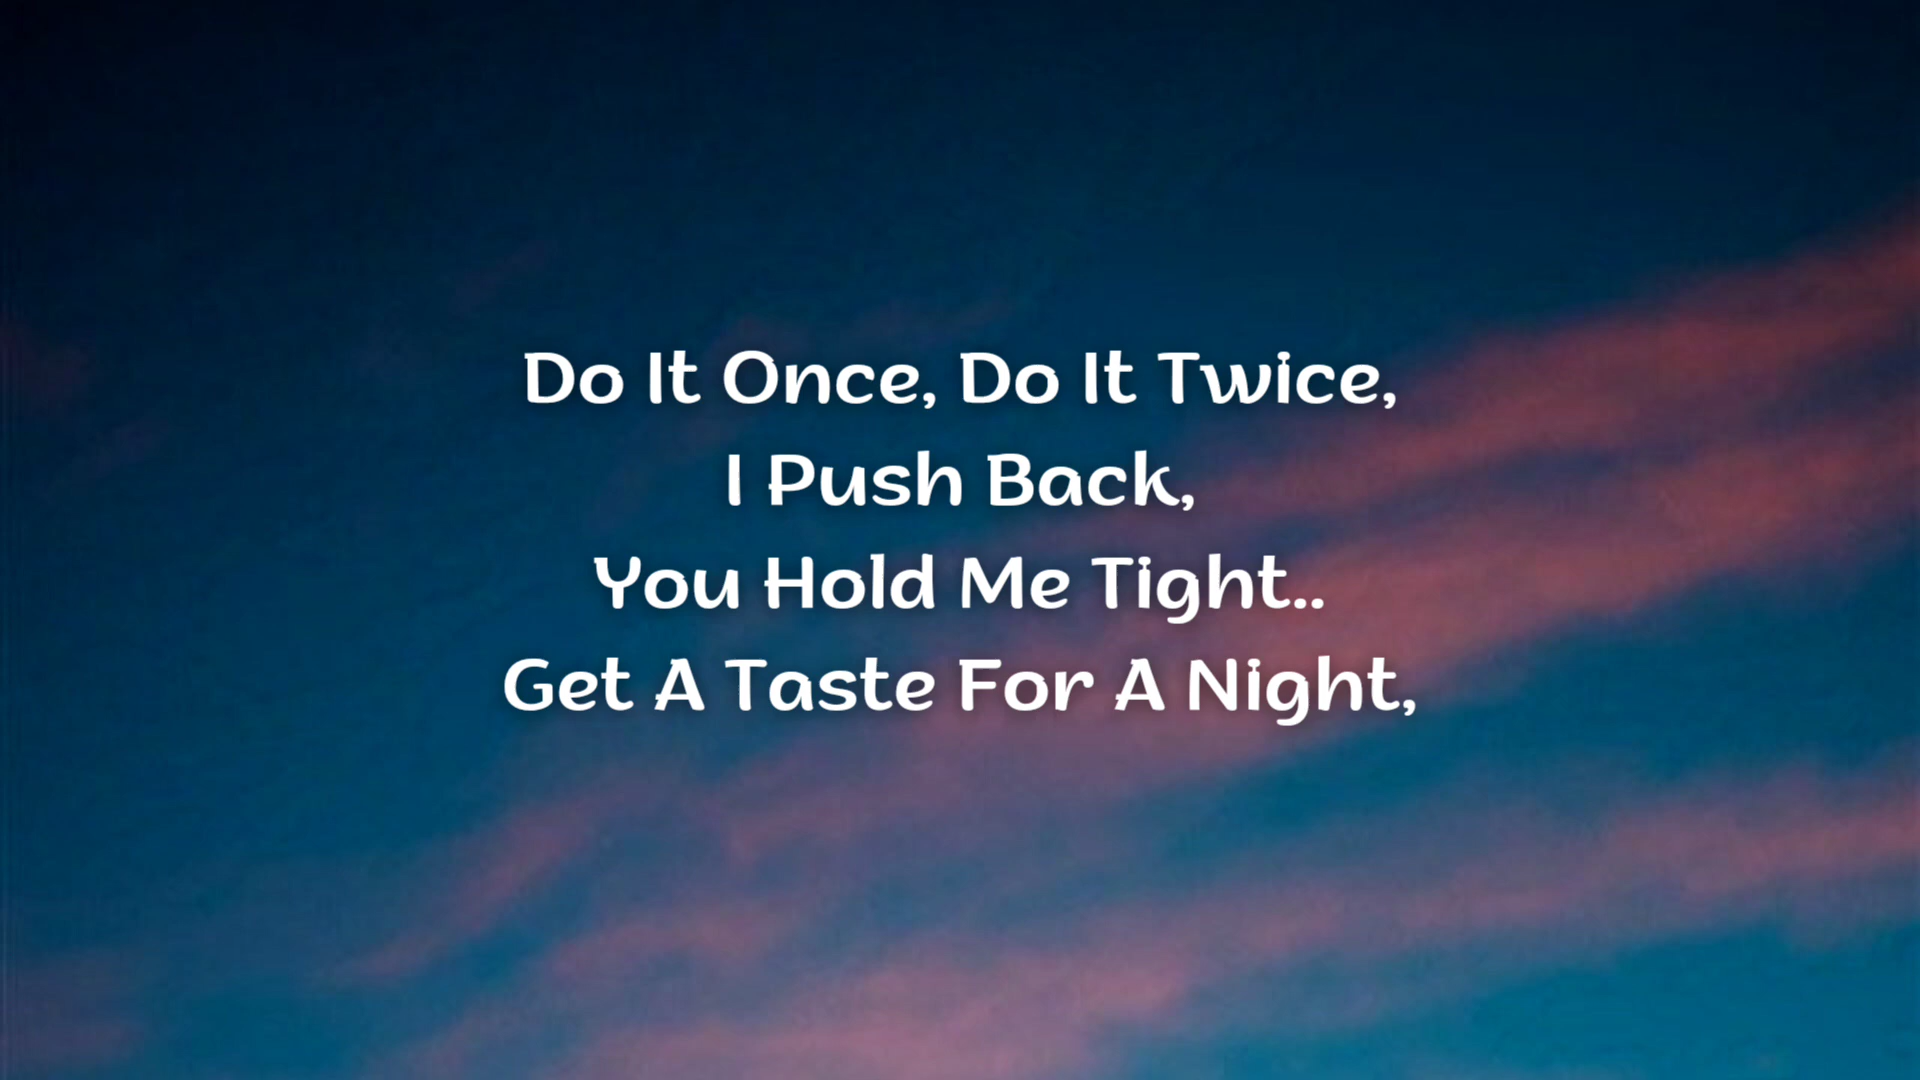 Do It Once, Do It Twice,
I Push Back,
You Hold Me Tight..
Get A Taste For A Night,